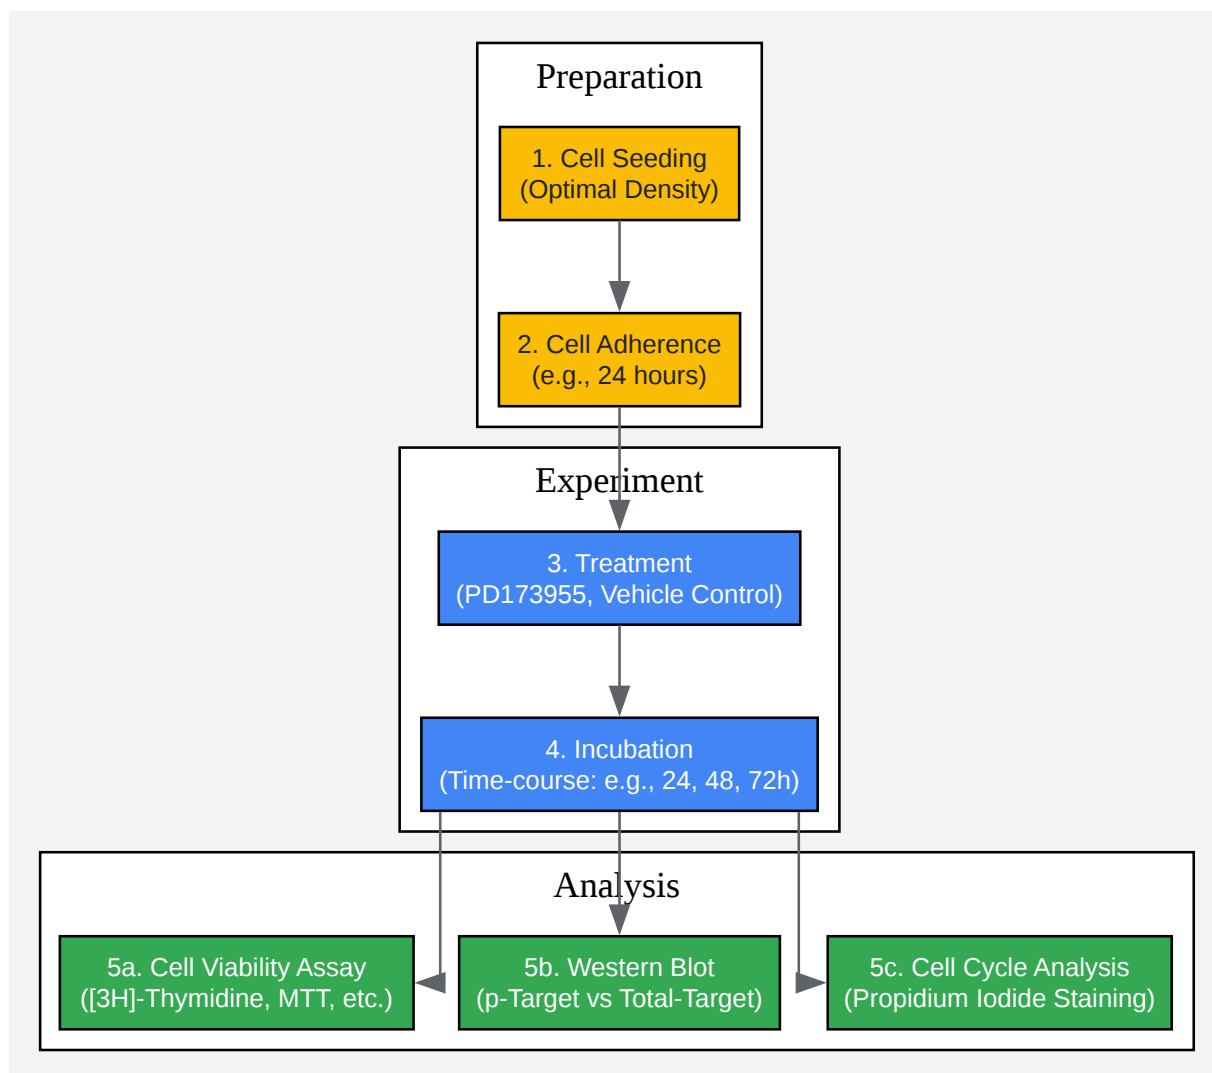 Preparation
1. Cell Seeding
(Optimal Density)
2. Cell Adherence
(e.g., 24 hours)
Experiment
3. Treatment
(PD173955, Vehicle Control)
4. Incubation
(Time-course: e.g., 24, 48, 72h)
Analysis
5a. Cell Viability Assay
([3H]-Thymidine, MTT, etc.)
5b. Western Blot
(p-Target vs Total-Target)
5c. Cell Cycle Analysis
(Propidium Iodide Staining)